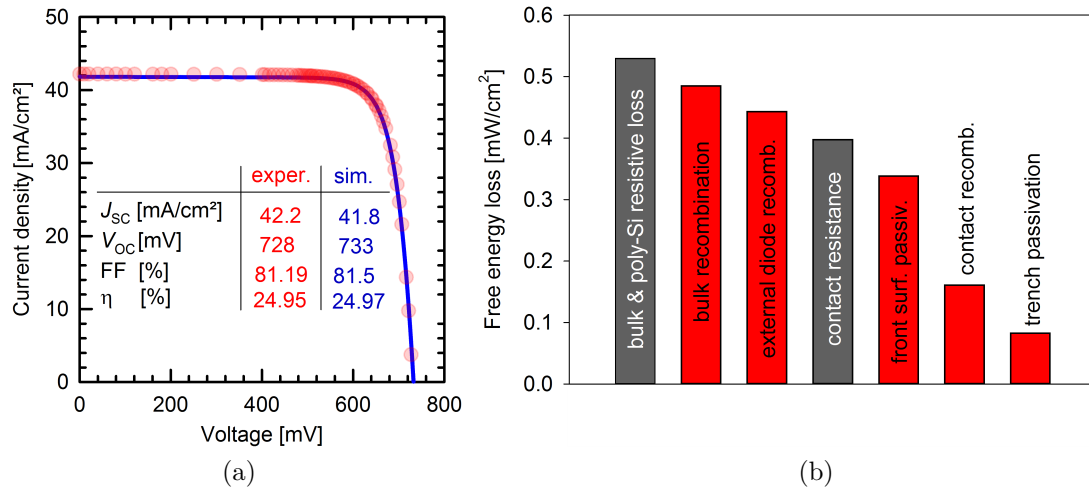 50
40
30
20
10
0
Current density [mA/cm²]
exper. sim.
J_SC [mA/cm²] 42.2 41.8
V_OC [mV] 728 733
FF [%] 81.19 81.5
η [%] 24.95 24.97
0 200 400 600 800
Voltage [mV]
(a)
0.6
0.5
0.4
0.3
0.2
0.1
0.0
Free energy loss [mW/cm²]
bulk & poly-Si resistive loss
bulk recombination
external diode recomb.
contact resistance
front surf. passiv.
contact recomb.
trench passivation
(b)